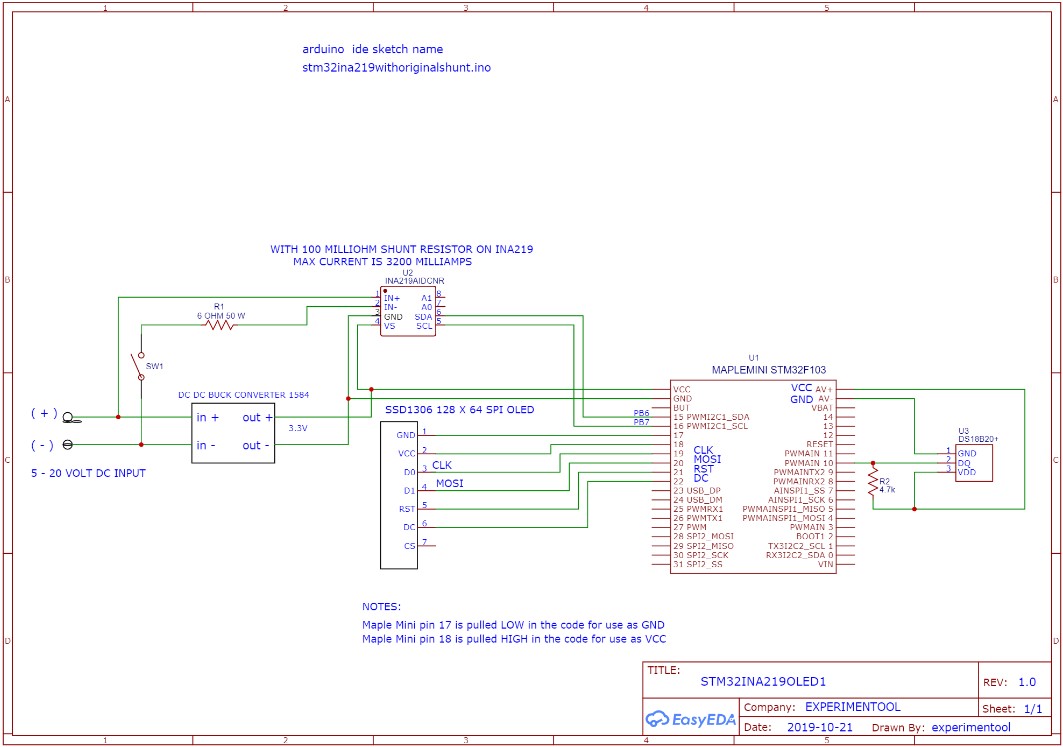 1 2 3 4 5
A A
B B
C C
D D
arduino ide sketch name
stm32ina219withoriginalshunt.ino
WITH 100 MILLIOHM SHUNT RESISTOR ON INA219
MAX CURRENT IS 3200 MILLIAMPS
U2
INA219AIDCNR
1 IN+ A1 8
2 IN- A0 7
3 GND SDA 6
4 VS SCL 5
R1
6 OHM 50 W
SW1
DC DC BUCK CONVERTER 1584
( + )
in + out +
3.3V
( - )
in - out -
5 - 20 VOLT DC INPUT
SSD1306 128 X 64 SPI OLED
GND 1
VCC 2
D0 3 CLK
D1 4 MOSI
RST 5
DC 6
CS 7
U1
MAPLEMINI STM32F103
VCC VCC AV+
GND GND AV-
BUT VBAT
PB6 15 PWMI2C1_SDA 14
PB7 16 PWMI2C1_SCL 13
17 12
18 RESET
19 CLK PWMAIN 11
20 MOSI PWMAIN 10
21 RST PWMAINTX2 9
22 DC PWMAINRX2 8
23 USB_DP AINSPI1_SS 7
24 USB_DM AINSPI1_SCK 6
25 PWMRX1 PWMAINSPI1_MISO 5
26 PWMTX1 PWMAINSPI1_MOSI 4
27 PWM PWMAIN 3
28 SPI2_MOSI BOOT1 2
29 SPI2_MISO TX3I2C2_SCL 1
30 SPI2_SCK RX3I2C2_SDA 0
31 SPI2_SS VIN
U3
DS18B20+
1 GND
2 DQ
3 VDD
R2
4.7k
NOTES:
Maple Mini pin 17 is pulled LOW in the code for use as GND
Maple Mini pin 18 is pulled HIGH in the code for use as VCC
TITLE:
STM32INA219OLED1
REV: 1.0
EasyEDA
Company: EXPERIMENTOOL
Sheet: 1/1
Date: 2019-10-21 Drawn By: experimentool
1 2 3 4 5